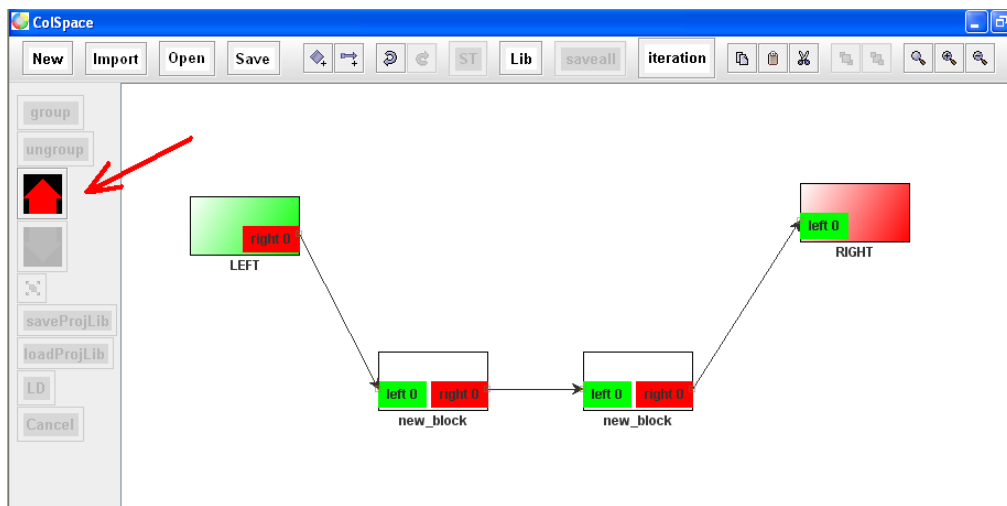 ColSpace
New Import Open Save ST Lib saveall iteration
group
ungroup
saveProjLib
loadProjLib
LD
Cancel
right 0
LEFT
left 0
RIGHT
left 0 right 0
new_block
left 0 right 0
new_block